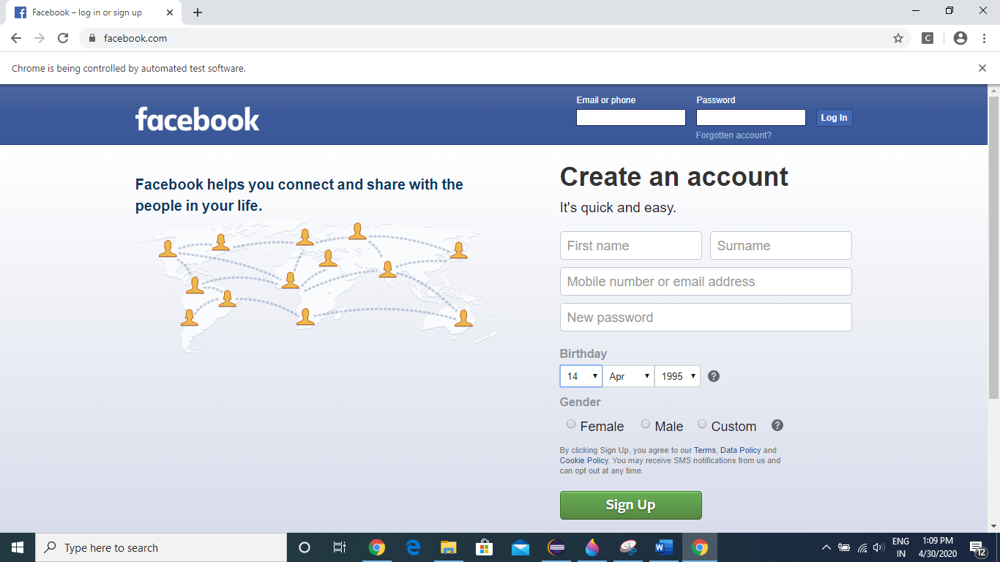 Facebook – log in or sign up
facebook.com
C
Chrome is being controlled by automated test software.
facebook
Email or phone
Password
Log In
Forgotten account?
Facebook helps you connect and share with the
people in your life.
Create an account
It's quick and easy.
First name
Surname
Mobile number or email address
New password
Birthday
14
Apr
1995
?
Gender
Female
Male
Custom
?
By clicking Sign Up, you agree to our Terms, Data Policy and
Cookie Policy. You may receive SMS notifications from us and
can opt out at any time.
Sign Up
Type here to search
ENG
IN
1:09 PM
4/30/2020
12